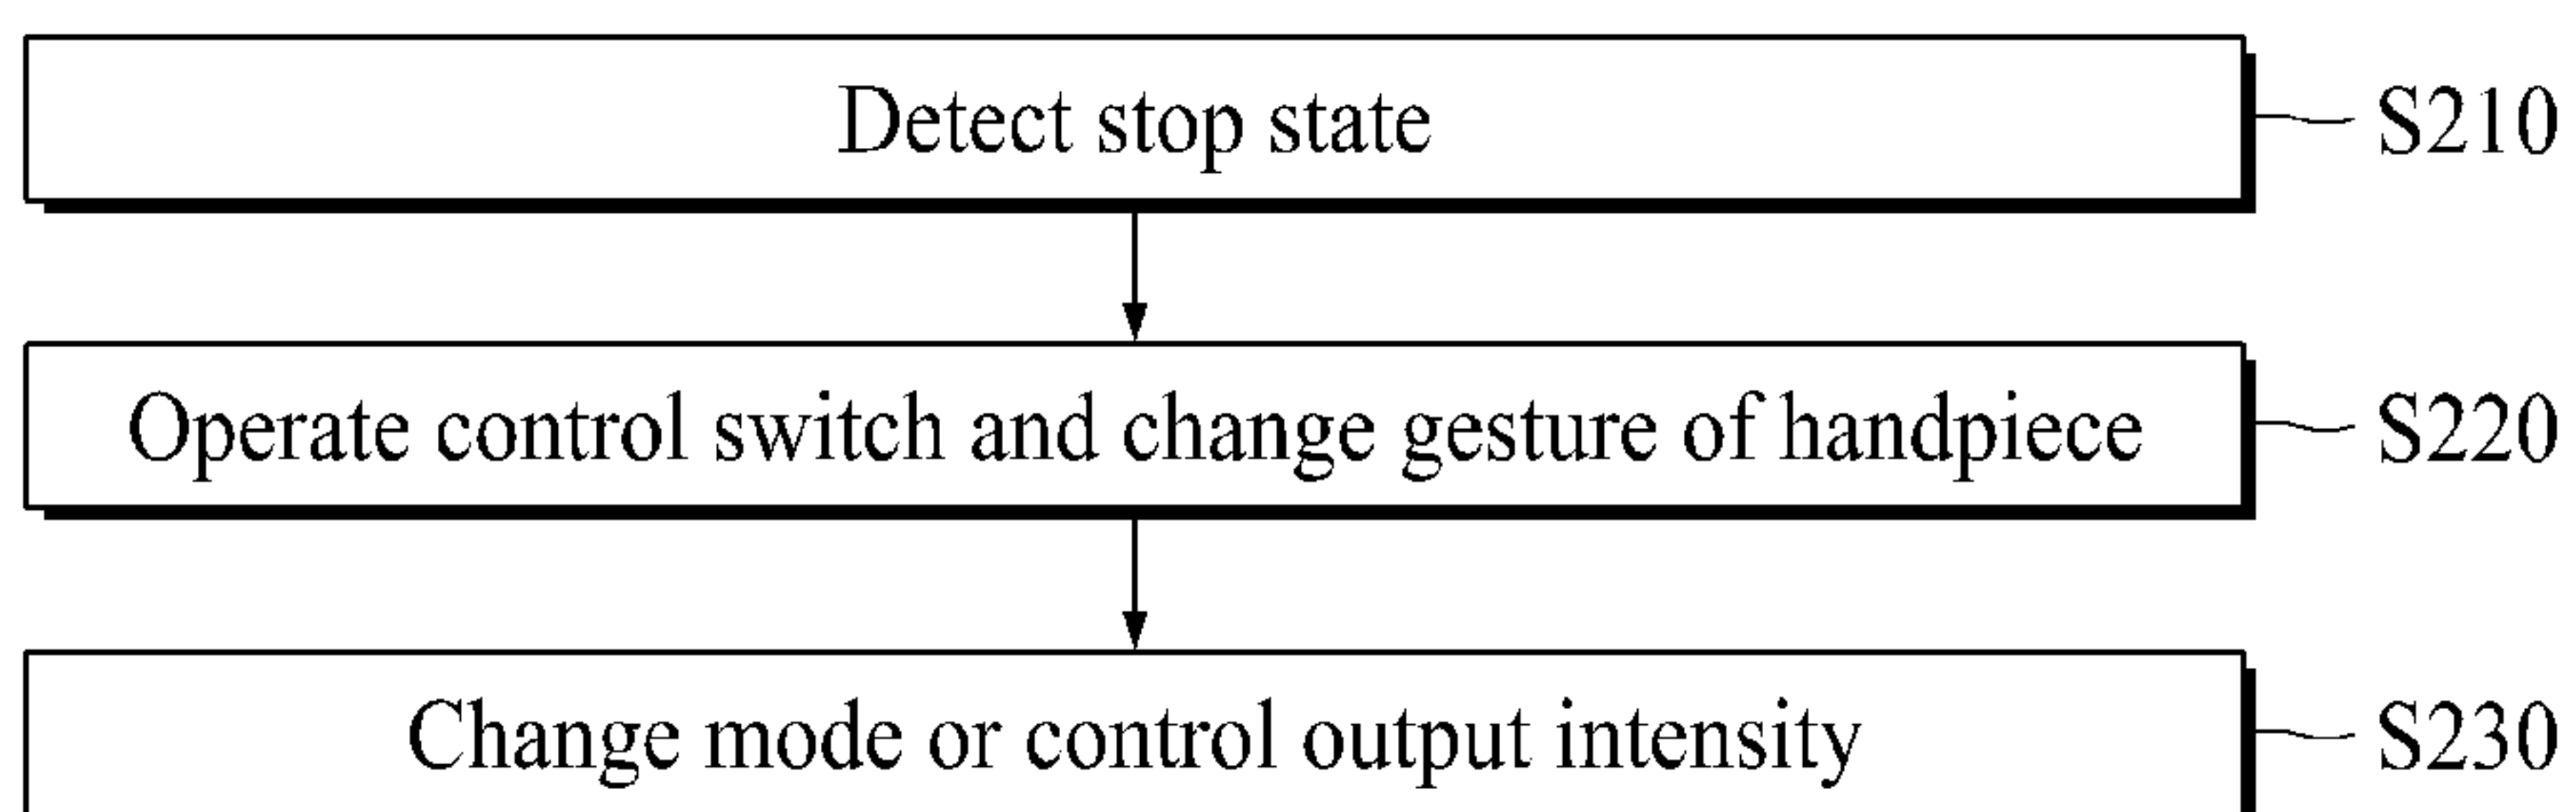 Detect stop state
S210
Operate control switch and change gesture of handpiece
S220
Change mode or control output intensity
S230